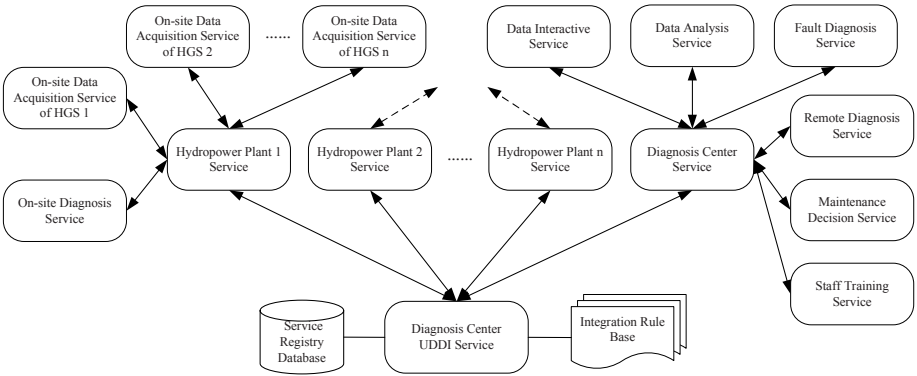 On-site Data
Acquisition Service
of HGS 2
......
On-site Data
Acquisition Service
of HGS n
Data Interactive
Service
Data Analysis
Service
Fault Diagnosis
Service
On-site Data
Acquisition Service
of HGS 1
Remote Diagnosis
Service
Hydropower Plant 1
Service
Hydropower Plant 2
Service
......
Hydropower Plant n
Service
Diagnosis Center
Service
On-site Diagnosis
Service
Maintenance
Decision Service
Staff Training
Service
Service
Registry
Database
Diagnosis Center
UDDI Service
Integration Rule
Base